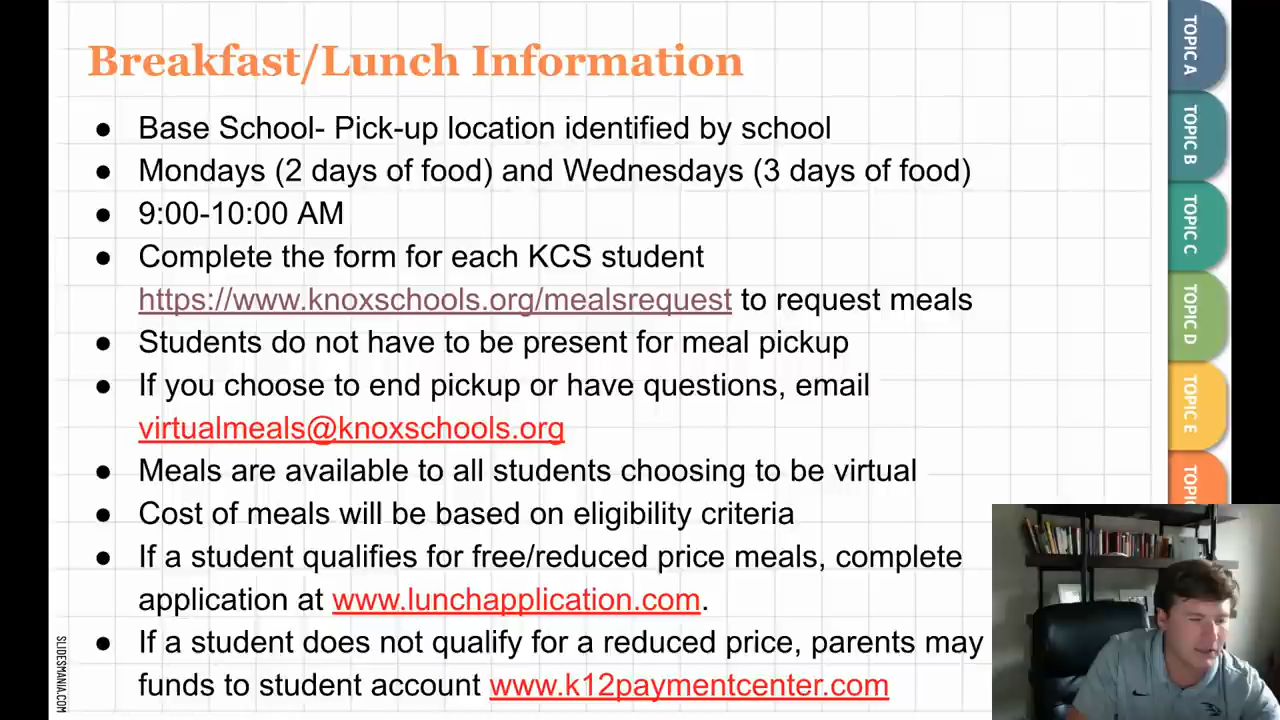 Breakfast/Lunch Information
● Base School- Pick-up location identified by school
● Mondays (2 days of food) and Wednesdays (3 days of food)
● 9:00-10:00 AM
● Complete the form for each KCS student
https://www.knoxschools.org/mealsrequest to request meals
● Students do not have to be present for meal pickup
● If you choose to end pickup or have questions, email
virtualmeals@knoxschools.org
● Meals are available to all students choosing to be virtual
● Cost of meals will be based on eligibility criteria
● If a student qualifies for free/reduced price meals, complete
application at www.lunchapplication.com.
● If a student does not qualify for a reduced price, parents may
funds to student account www.k12paymentcenter.com
TOPIC A
TOPIC B
TOPIC C
TOPIC D
TOPIC E
TOPIC
SLIDESMANIA.COM